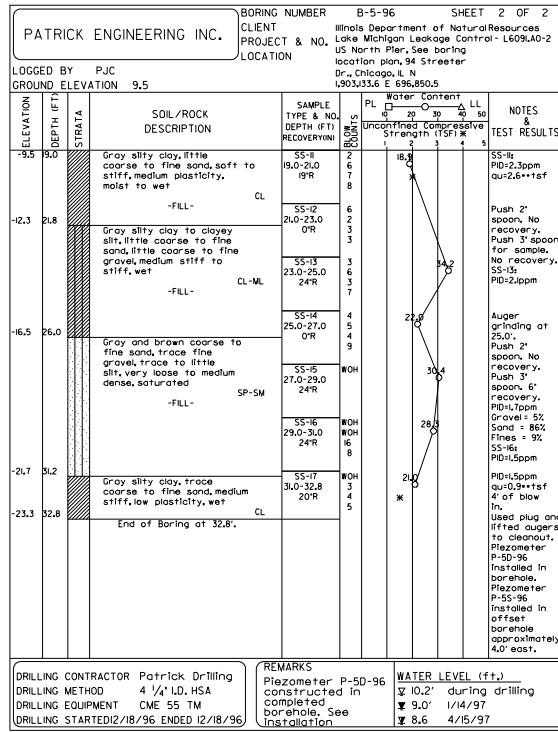 PATRICK ENGINEERING INC.
BORING NUMBER B-5-96 SHEET 2 OF 2
CLIENT Illinois Department of Natural Resources
PROJECT & NO. Lake Michigan Leakage Control - L6091.A0-2
LOCATION US North Pier, See boring
location plan, 94 Streeter
Dr., Chicago, IL N
1,903,133.6 E 696,850.5
LOGGED BY PJC
GROUND ELEVATION 9.5
ELEVATION
DEPTH (FT)
STRATA
SOIL/ROCK
DESCRIPTION
SAMPLE
TYPE & NO.
DEPTH (FT)
RECOVERY(IN)
BLOW
COUNTS
Water Content
PL LL
10 20 30 40 50
Unconfined Compressive
Strength (TSF) ✱
1 2 3 4 5
NOTES
&
TEST RESULTS
-9.5 19.0
Gray silty clay, little
coarse to fine sand, soft to
stiff, medium plasticity,
moist to wet
CL
-FILL-
SS-11
19.0-21.0
19"R
2
6
7
8
18.9
SS-11:
PID=2.3ppm
qu=2.6**tsf
SS-12
21.0-23.0
0"R
6
2
3
3
Push 2"
spoon. No
recovery.
Push 3" spoon
for sample.
No recovery.
-12.3 21.8
Gray silty clay to clayey
silt, little coarse to fine
sand, little coarse to fine
gravel, medium stiff to
stiff, wet
CL-ML
-FILL-
SS-13
23.0-25.0
24"R
3
6
3
7
34.2
SS-13:
PID=2.1ppm
SS-14
25.0-27.0
0"R
4
5
4
9
22.0
Auger
grinding at
25.0'.
Push 2"
spoon. No
recovery.
Push 3"
spoon. 6"
recovery.
PID=1.7ppm
Gravel = 5%
Sand = 86%
Fines = 9%
-16.5 26.0
Gray and brown coarse to
fine sand, trace fine
gravel, trace to little
silt, very loose to medium
dense, saturated
SP-SM
-FILL-
SS-15
27.0-29.0
24"R
WOH
30.4
SS-16
29.0-31.0
24"R
WOH
WOH
16
8
28.3
SS-16:
PID=1.5ppm
-21.7 31.2
Gray silty clay, trace
coarse to fine sand, medium
stiff, low plasticity, wet
CL
SS-17
31.0-32.8
20"R
WOH
3
4
5
21.0
PID=1.5ppm
qu=0.9**tsf
4" of blow
in.
-23.3 32.8
End of Boring at 32.8'.
Used plug and
lifted augers
to cleanout.
Piezometer
P-5D-96
installed in
borehole.
Piezometer
P-5S-96
installed in
offset
borehole
approximately
4.0' east.
DRILLING CONTRACTOR Patrick Drilling
DRILLING METHOD 4 1/4" I.D. HSA
DRILLING EQUIPMENT CME 55 TM
DRILLING STARTED 12/18/96 ENDED 12/18/96
REMARKS
Piezometer P-5D-96
constructed in
completed
borehole. See
installation
WATER LEVEL (ft.)
10.2' during drilling
9.0' 1/14/97
8.6 4/15/97